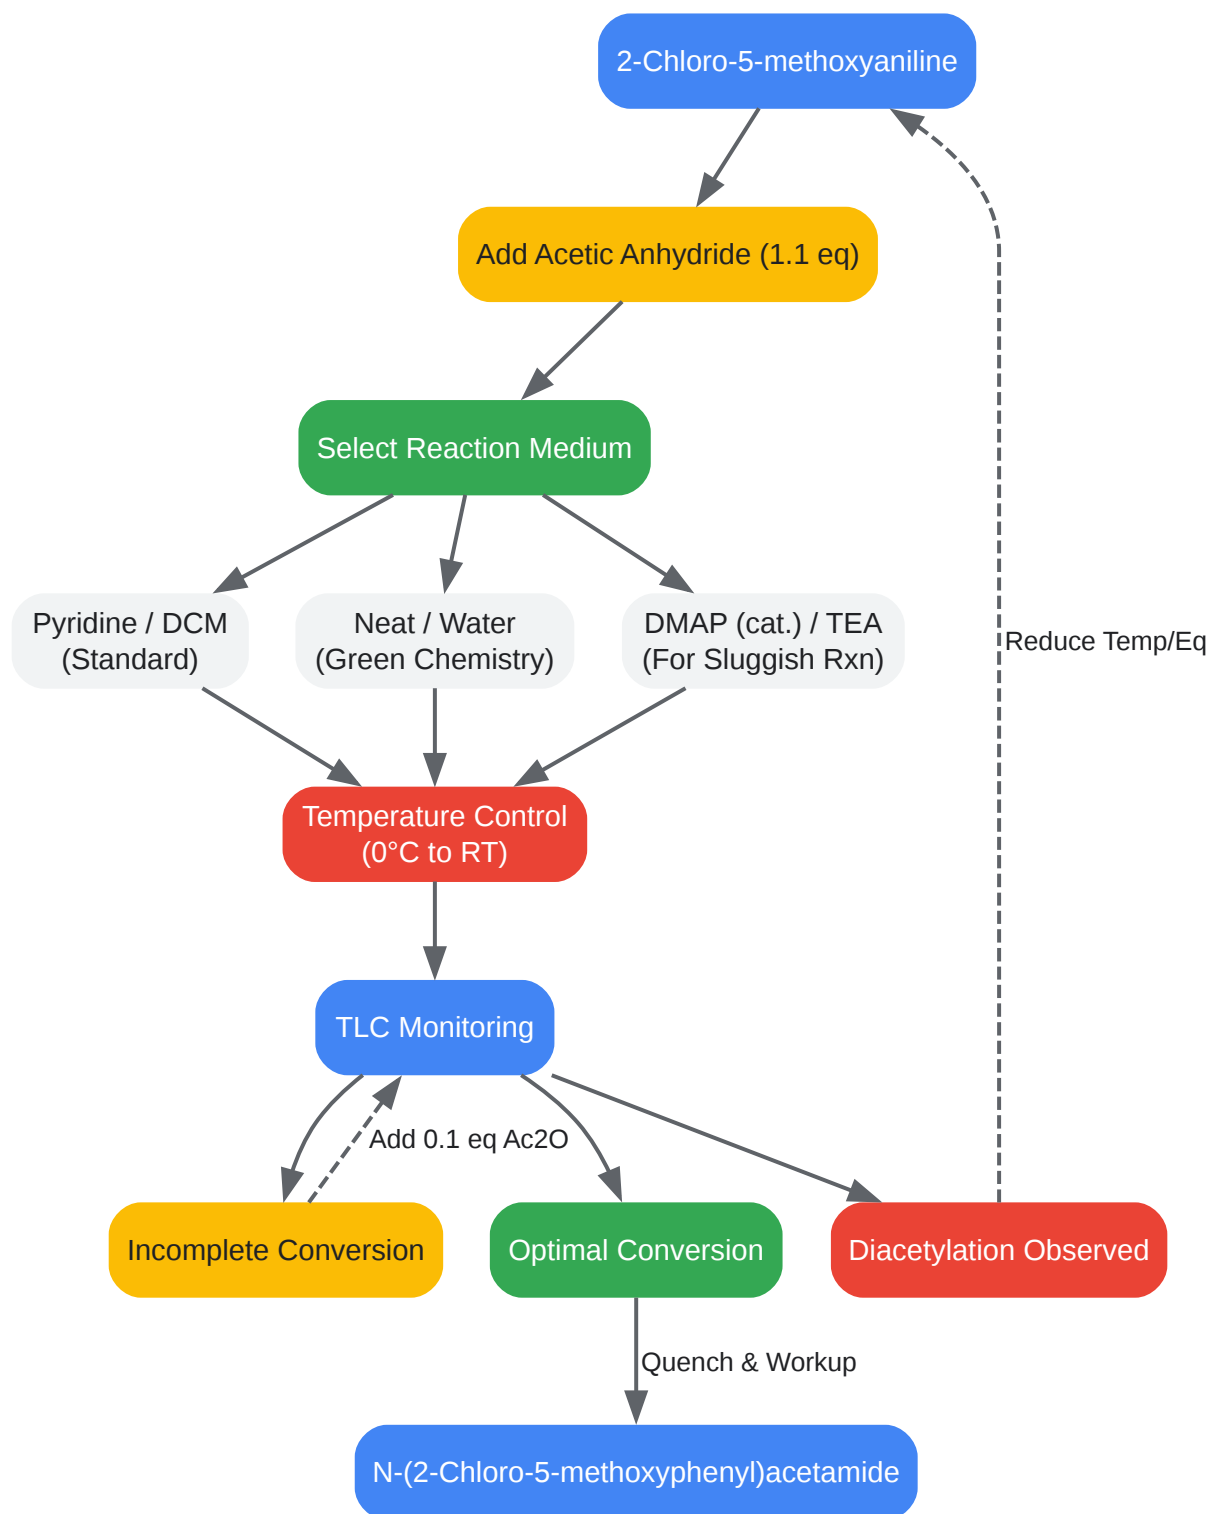 2-Chloro-5-methoxyaniline
Add Acetic Anhydride (1.1 eq)
Select Reaction Medium
Pyridine / DCM
(Standard)
Neat / Water
(Green Chemistry)
DMAP (cat.) / TEA
(For Sluggish Rxn)
Reduce Temp/Eq
Temperature Control
(0°C to RT)
TLC Monitoring
Add 0.1 eq Ac2O
Incomplete Conversion
Optimal Conversion
Diacetylation Observed
Quench & Workup
N-(2-Chloro-5-methoxyphenyl)acetamide